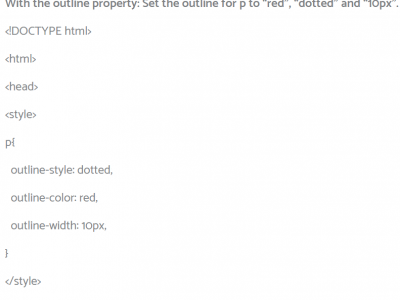 With the outline property: Set the outline for p to “red”, “dotted” and “10px”.
<!DOCTYPE html>
<html>
<head>
<style>
p{
outline-style: dotted,
outline-color: red,
outline-width: 10px,
}
</style>